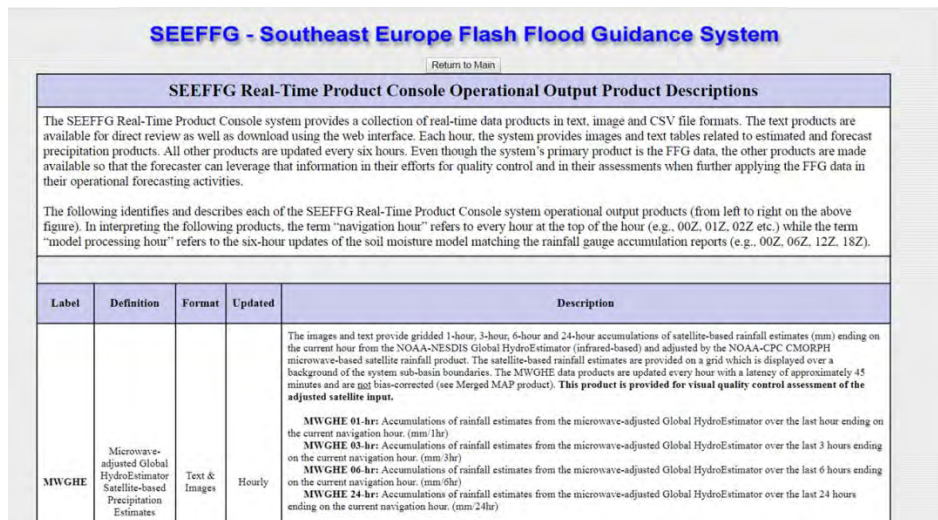 SEEFFG - Southeast Europe Flash Flood Guidance System
Return to Main
SEEFFG Real-Time Product Console Operational Output Product Descriptions
The SEEFFG Real-Time Product Console system provides a collection of real-time data products in text, image and CSV file formats. The text products are
available for direct review as well as download using the web interface. Each hour, the system provides images and text tables related to estimated and forecast
precipitation products. All other products are updated every six hours. Even though the system's primary product is the FFG data, the other products are made
available so that the forecaster can leverage that information in their efforts for quality control and in their assessments when further applying the FFG data in
their operational forecasting activities.
The following identifies and describes each of the SEEFFG Real-Time Product Console system operational output products (from left to right on the above
figure). In interpreting the following products, the term "navigation hour" refers to every hour at the top of the hour (e.g., 00Z, 01Z, 02Z etc.) while the term
"model processing hour" refers to the six-hour updates of the soil moisture model matching the rainfall gauge accumulation reports (e.g., 00Z, 06Z, 12Z, 18Z).
Label Definition Format Updated Description
MWGHE
Microwave-
adjusted Global
HydroEstimator
Satellite-based
Precipitation
Estimates
Text &
Images
Hourly
The images and text provide gridded 1-hour, 3-hour, 6-hour and 24-hour accumulations of satellite-based rainfall estimates (mm) ending on
the current hour from the NOAA-NESDIS Global HydroEstimator (infrared-based) and adjusted by the NOAA-CPC CMORPH
microwave-based satellite rainfall product. The satellite-based rainfall estimates are provided on a grid which is displayed over a
background of the system sub-basin boundaries. The MWGHE data products are updated every hour with a latency of approximately 45
minutes and are not bias-corrected (see Merged MAP product). This product is provided for visual quality control assessment of the
adjusted satellite input.
MWGHE 01-hr: Accumulations of rainfall estimates from the microwave-adjusted Global HydroEstimator over the last hour ending on
the current navigation hour. (mm/1hr)
MWGHE 03-hr: Accumulations of rainfall estimates from the microwave-adjusted Global HydroEstimator over the last 3 hours ending
on the current navigation hour. (mm/3hr)
MWGHE 06-hr: Accumulations of rainfall estimates from the microwave-adjusted Global HydroEstimator over the last 6 hours ending
on the current navigation hour. (mm/6hr)
MWGHE 24-hr: Accumulations of rainfall estimates from the microwave-adjusted Global HydroEstimator over the last 24 hours
ending on the current navigation hour. (mm/24hr)